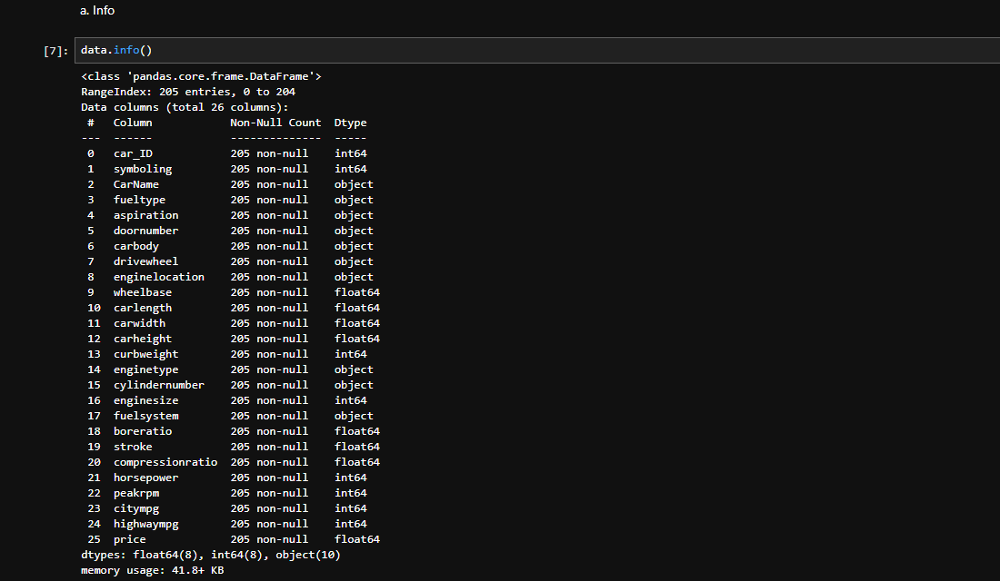 a. Info
[7]: data.info()
<class 'pandas.core.frame.DataFrame'>
RangeIndex: 205 entries, 0 to 204
Data columns (total 26 columns):
 #   Column            Non-Null Count  Dtype
---  ------            --------------  -----
 0   car_ID            205 non-null    int64
 1   symboling         205 non-null    int64
 2   CarName           205 non-null    object
 3   fueltype          205 non-null    object
 4   aspiration        205 non-null    object
 5   doornumber        205 non-null    object
 6   carbody           205 non-null    object
 7   drivewheel        205 non-null    object
 8   enginelocation    205 non-null    object
 9   wheelbase         205 non-null    float64
 10  carlength         205 non-null    float64
 11  carwidth          205 non-null    float64
 12  carheight         205 non-null    float64
 13  curbweight        205 non-null    int64
 14  enginetype        205 non-null    object
 15  cylindernumber    205 non-null    object
 16  enginesize        205 non-null    int64
 17  fuelsystem        205 non-null    object
 18  boreratio         205 non-null    float64
 19  stroke            205 non-null    float64
 20  compressionratio  205 non-null    float64
 21  horsepower        205 non-null    int64
 22  peakrpm           205 non-null    int64
 23  citympg           205 non-null    int64
 24  highwaympg        205 non-null    int64
 25  price             205 non-null    float64
dtypes: float64(8), int64(8), object(10)
memory usage: 41.8+ KB